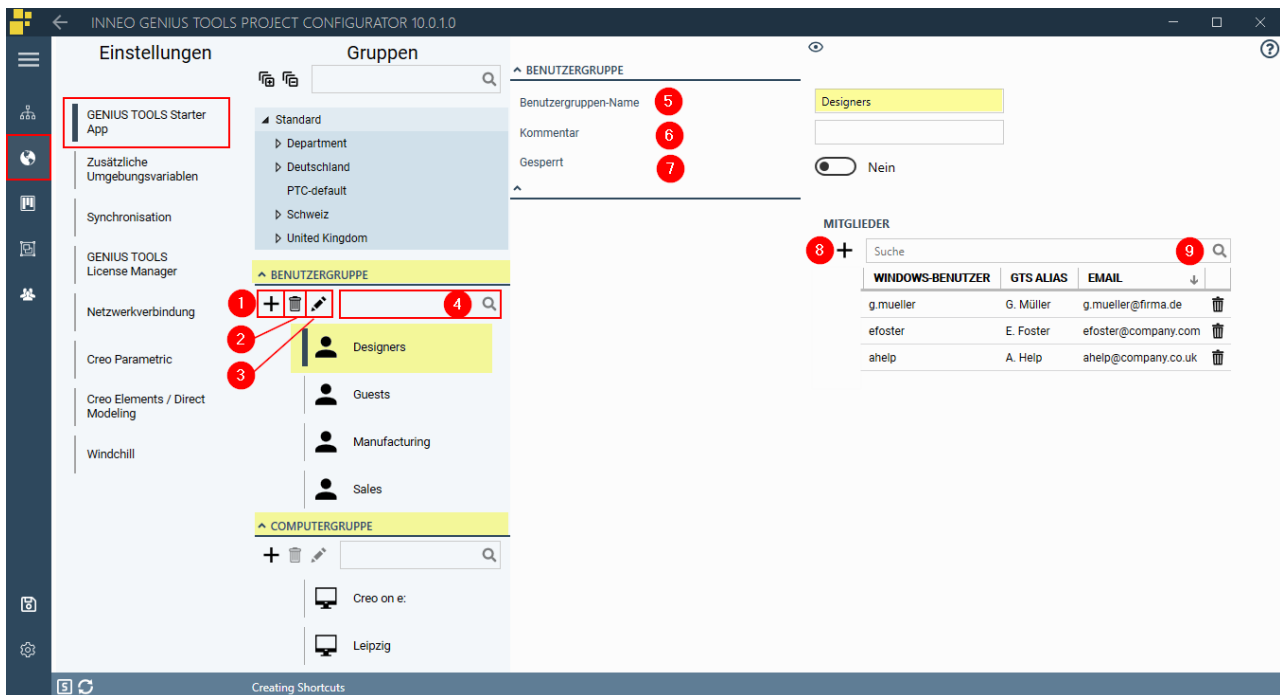 INNEO GENIUS TOOLS PROJECT CONFIGURATOR 10.0.1.0
Einstellungen
GENIUS TOOLS Starter
App
Zusätzliche
Umgebungsvariablen
Synchronisation
GENIUS TOOLS
License Manager
Netzwerkverbindung
Creo Parametric
Creo Elements / Direct
Modeling
Windchill
Gruppen
Standard
Department
Deutschland
PTC-default
Schweiz
United Kingdom
BENUTZERGRUPPE
1
2
3
4
Designers
Guests
Manufacturing
Sales
COMPUTERGRUPPE
Creo on e:
Leipzig
BENUTZERGRUPPE
Benutzergruppen-Name 5 Designers
Kommentar 6
Gesperrt 7 Nein
MITGLIEDER
8 Suche 9
WINDOWS-BENUTZER GTS ALIAS EMAIL
g.mueller G. Müller g.mueller@firma.de
efoster E. Foster efoster@company.com
ahelp A. Help ahelp@company.co.uk
S Creating Shortcuts